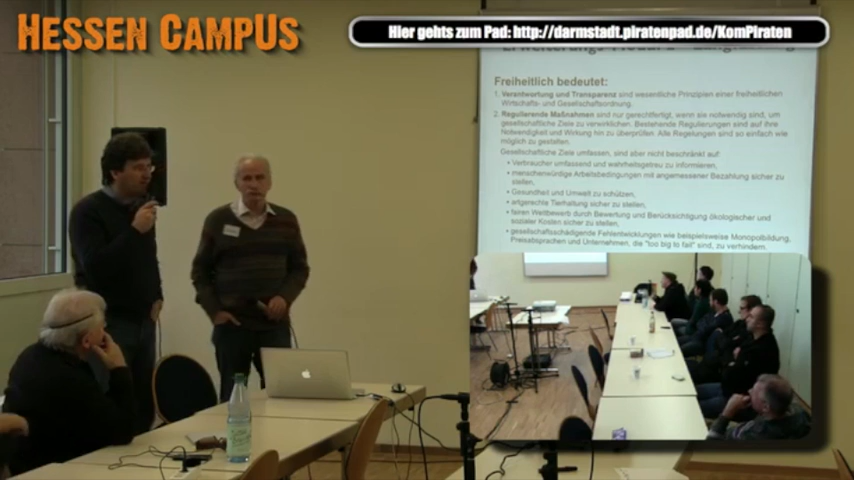 HESSEN CAMPUS
Hier gehts zum Pad: http://darmstadt.piratenpad.de/KomPiraten
Freiheitlich bedeutet:
1. Verantwortung und Transparenz sind wesentliche Prinzipien einer freiheitlichen
Wirtschafts- und Gesellschaftsordnung.
2. Regulierende Maßnahmen sind nur gerechtfertigt, wenn sie notwendig sind, um
gesellschaftliche Ziele zu verwirklichen. Bestehende Regulierungen sind auf ihre
Notwendigkeit und Wirkung hin zu überprüfen. Alle Regelungen sind so einfach wie
möglich zu gestalten.
Gesellschaftliche Ziele umfassen, sind aber nicht beschränkt auf:
• Verbraucher umfassend und wahrheitsgetreu zu informieren,
• menschenwürdige Arbeitsbedingungen mit angemessener Bezahlung sicher zu
stellen,
• Gesundheit und Umwelt zu schützen,
• artgerechte Tierhaltung sicher zu stellen,
• fairen Wettbewerb durch Bewertung und Berücksichtigung ökologischer und
sozialer Kosten sicher zu stellen,
• gesellschaftsschädigende Fehlentwicklungen wie beispielsweise Monopolbildung,
Preisabsprachen und Unternehmen, die "too big to fail" sind, zu verhindern.